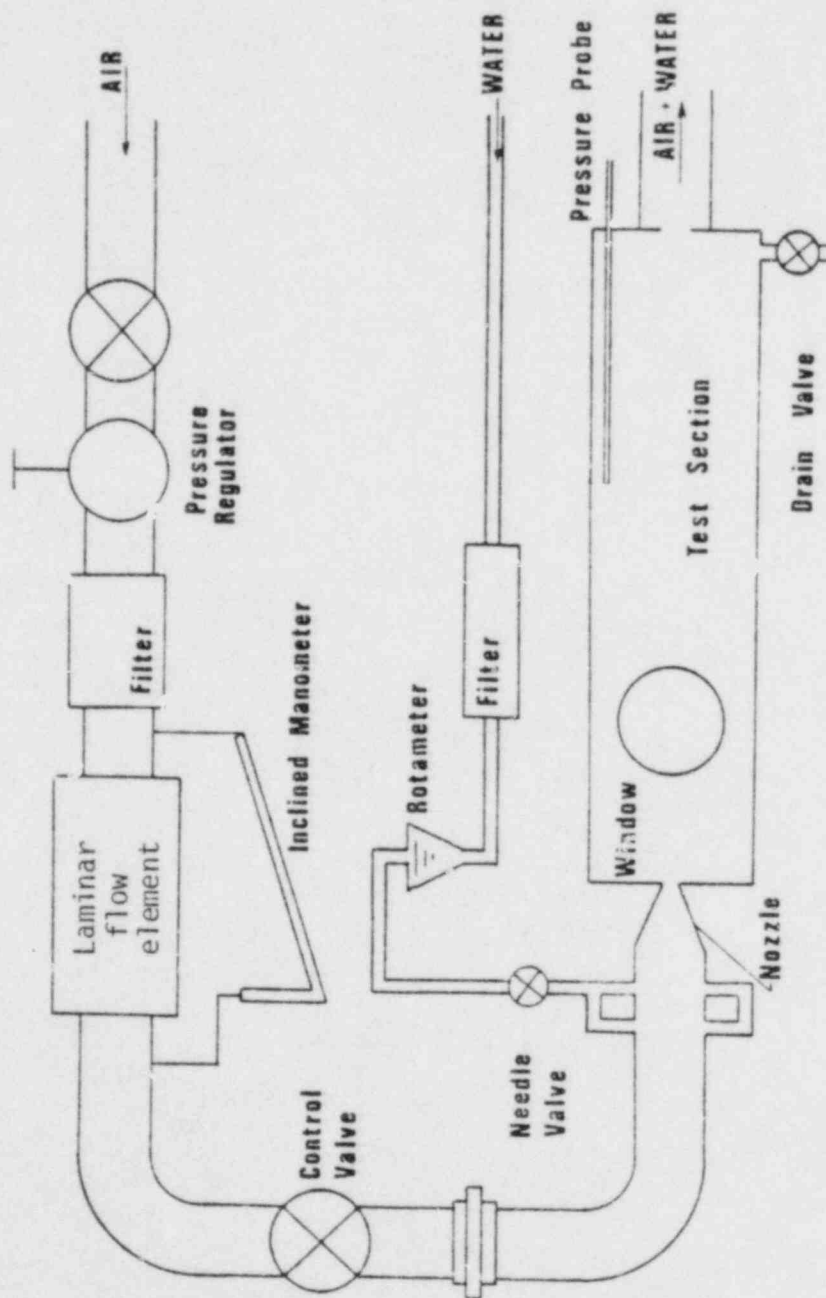 AIR
Pressure
Regulator
Filter
Laminar
flow
element
Inclined Manometer
Control
Valve
WATER
Filter
Rotameter
Needle
Valve
Pressure Probe
AIR + WATER
Test Section
Window
Nozzle
Drain Valve